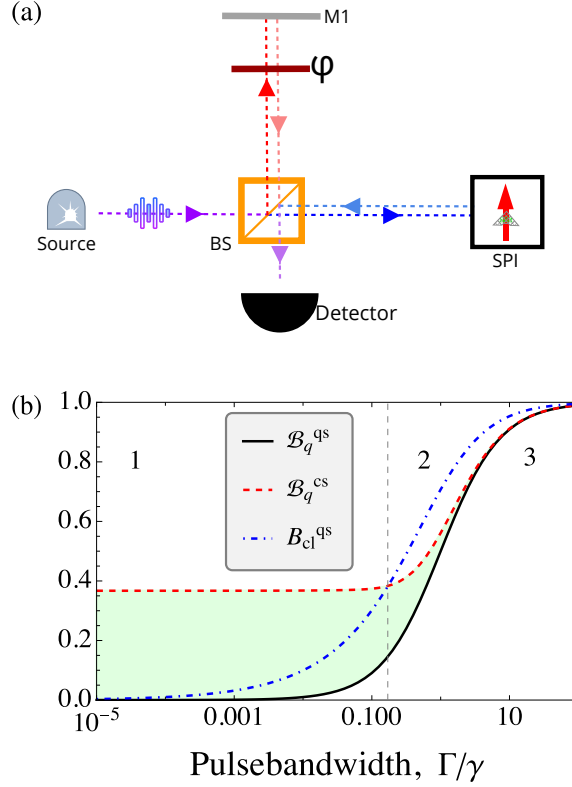 (a)
M1
φ
Source
BS
SPI
Detector
(b)
1.0
0.8
0.6
0.4
0.2
0.0
1
2
3
ℬ_q^qs
ℬ_q^cs
B_cl^qs
10^-5
0.001
0.100
10
Pulsebandwidth, Γ/γ